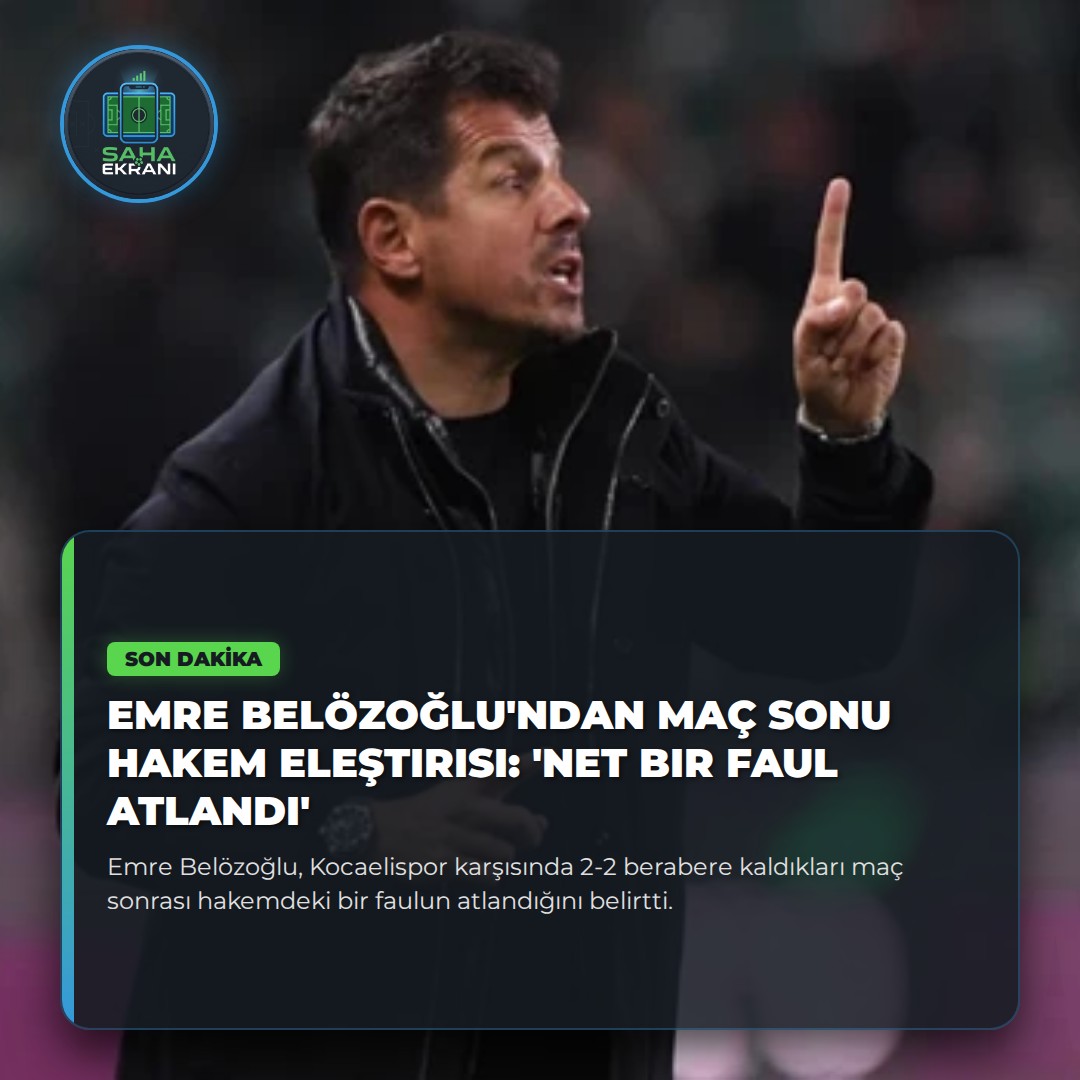 SAHA
EKRANI
SON DAKİKA
EMRE BELÖZOĞLU'NDAN MAÇ SONU
HAKEM ELEŞTIRISI: 'NET BIR FAUL
ATLANDI'
Emre Belözoğlu, Kocaelispor karşısında 2-2 berabere kaldıkları maç
sonrası hakemdeki bir faulun atlandığını belirtti.